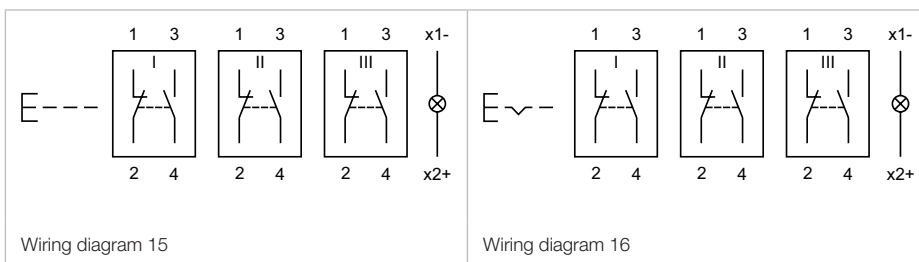 1 3 1 3 1 3 x1-
I II III
2 4 2 4 2 4 x2+
Wiring diagram 15
1 3 1 3 1 3 x1-
I II III
2 4 2 4 2 4 x2+
Wiring diagram 16